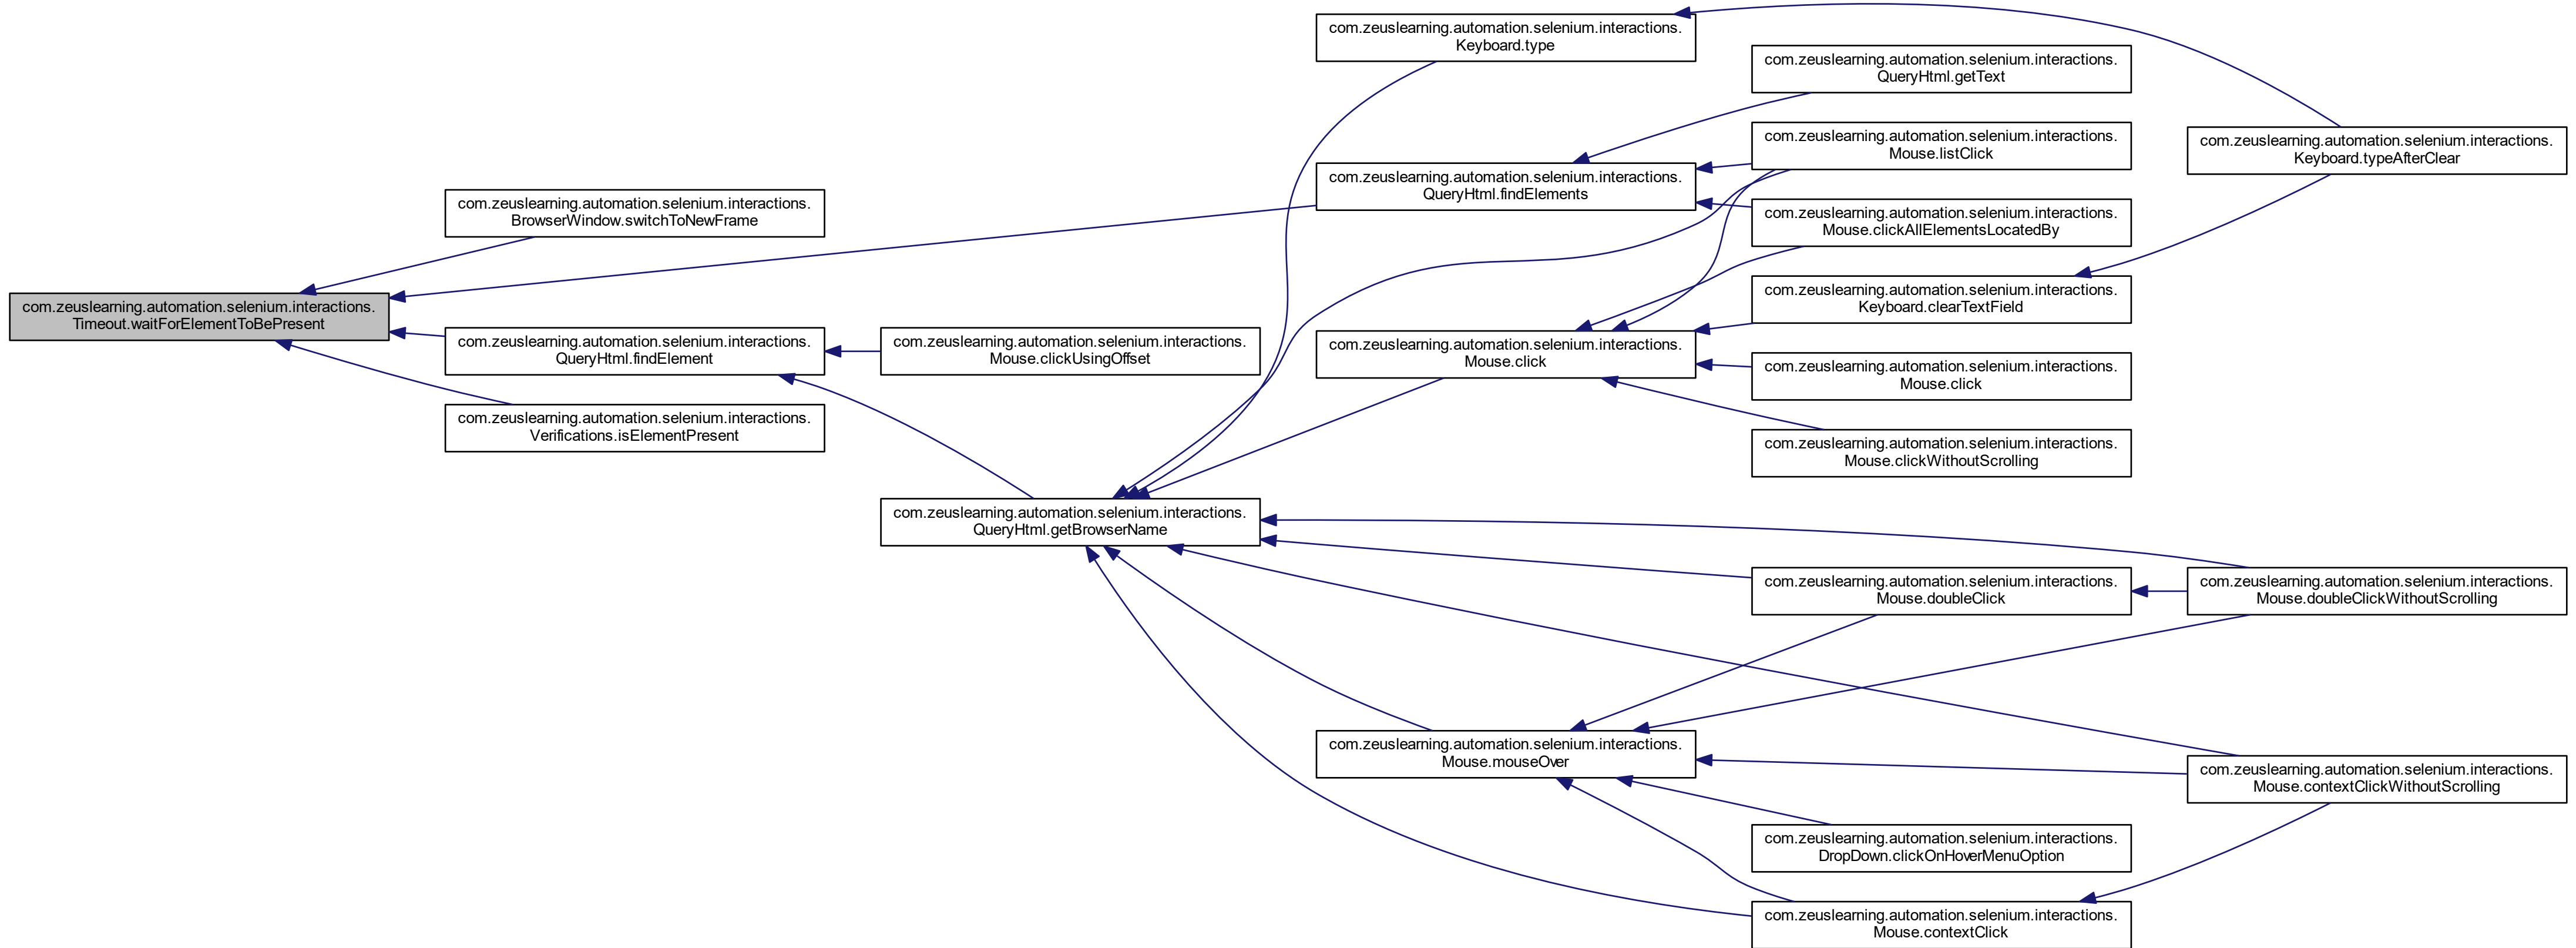 com.zeuslearning.automation.selenium.interactions.
Timeout.waitForElementToBePresent
com.zeuslearning.automation.selenium.interactions.
BrowserWindow.switchToNewFrame
com.zeuslearning.automation.selenium.interactions.
QueryHtml.findElement
com.zeuslearning.automation.selenium.interactions.
Verifications.isElementPresent
com.zeuslearning.automation.selenium.interactions.
Mouse.clickUsingOffset
com.zeuslearning.automation.selenium.interactions.
QueryHtml.getBrowserName
com.zeuslearning.automation.selenium.interactions.
Keyboard.type
com.zeuslearning.automation.selenium.interactions.
QueryHtml.findElements
com.zeuslearning.automation.selenium.interactions.
Mouse.click
com.zeuslearning.automation.selenium.interactions.
Mouse.mouseOver
com.zeuslearning.automation.selenium.interactions.
QueryHtml.getText
com.zeuslearning.automation.selenium.interactions.
Mouse.listClick
com.zeuslearning.automation.selenium.interactions.
Mouse.clickAllElementsLocatedBy
com.zeuslearning.automation.selenium.interactions.
Keyboard.clearTextField
com.zeuslearning.automation.selenium.interactions.
Mouse.click
com.zeuslearning.automation.selenium.interactions.
Mouse.clickWithoutScrolling
com.zeuslearning.automation.selenium.interactions.
Mouse.doubleClick
com.zeuslearning.automation.selenium.interactions.
DropDown.clickOnHoverMenuOption
com.zeuslearning.automation.selenium.interactions.
Mouse.contextClick
com.zeuslearning.automation.selenium.interactions.
Keyboard.typeAfterClear
com.zeuslearning.automation.selenium.interactions.
Mouse.doubleClickWithoutScrolling
com.zeuslearning.automation.selenium.interactions.
Mouse.contextClickWithoutScrolling